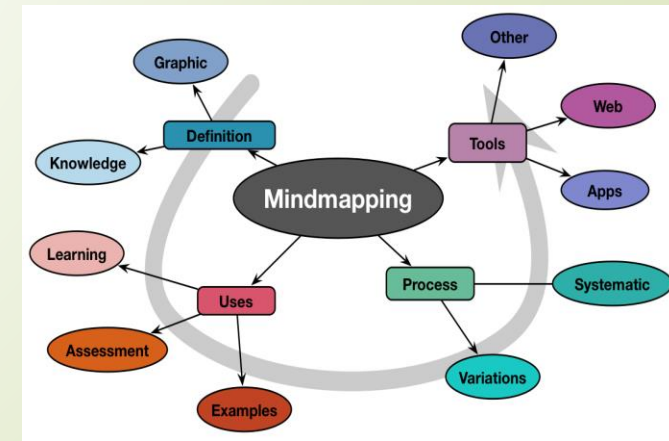 Other
Graphic
Web
Definition
Tools
Knowledge
Apps
Mindmapping
Learning
Process
Systematic
Uses
Assessment
Variations
Examples